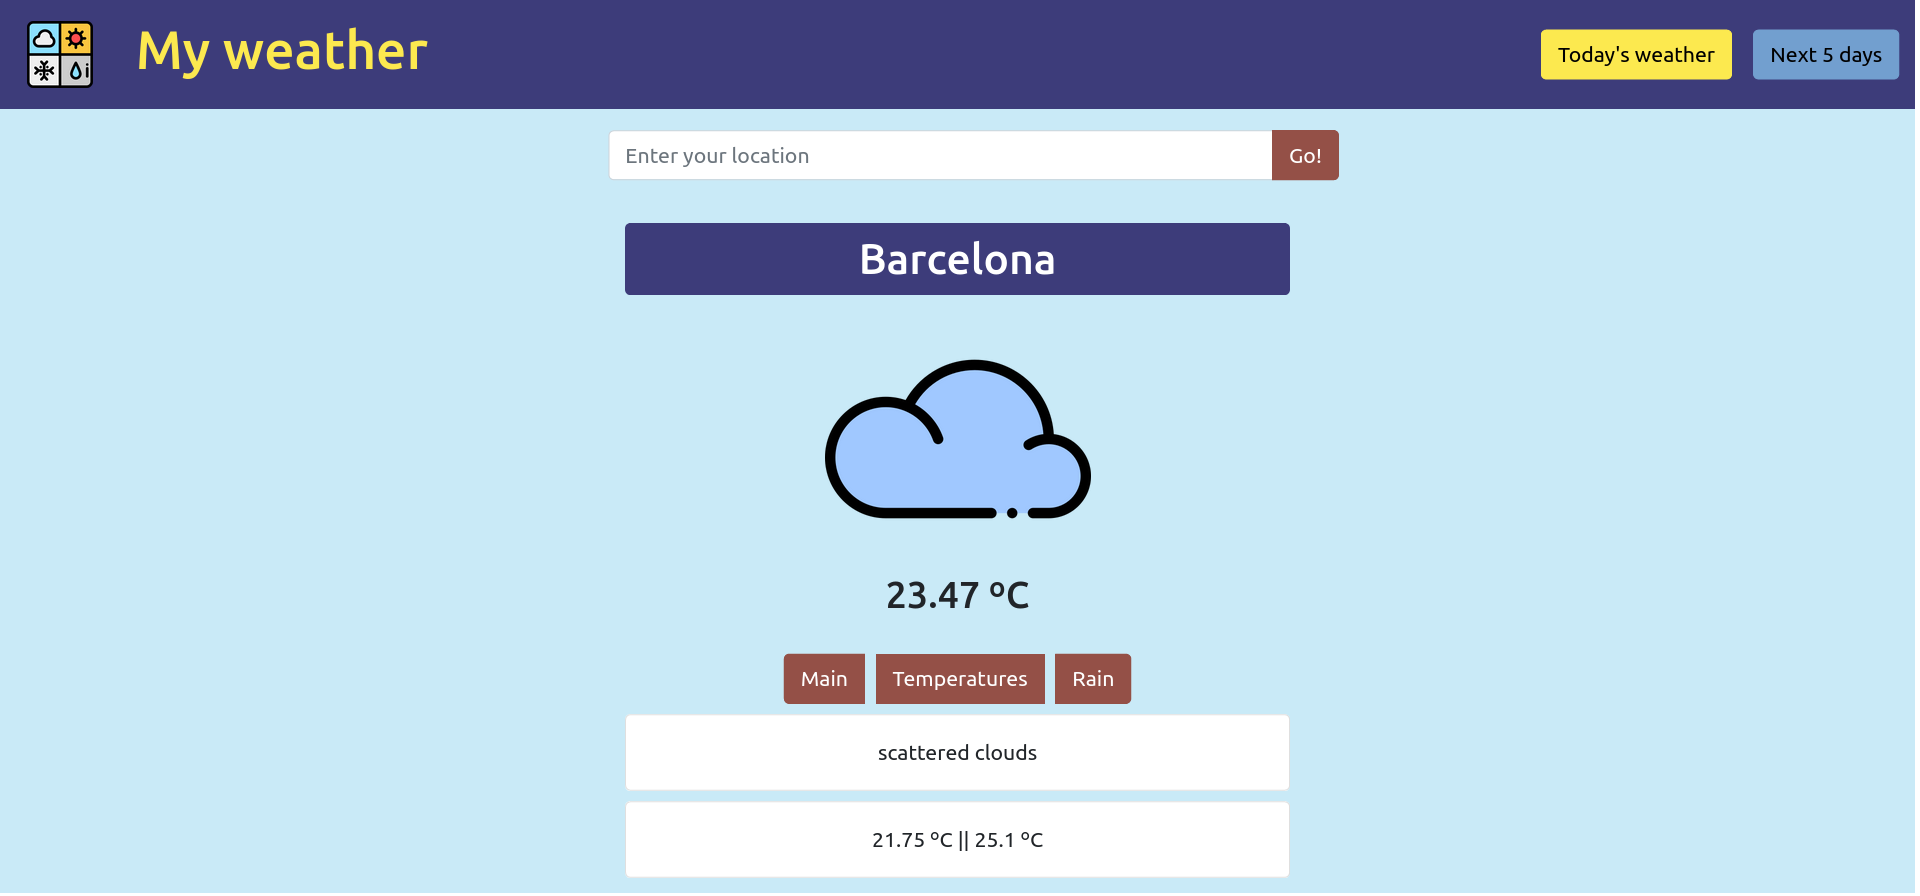 My weather
Today's weather
Next 5 days
Enter your location
Go!
Barcelona
23.47 ºC
Main
Temperatures
Rain
scattered clouds
21.75 ºC || 25.1 ºC